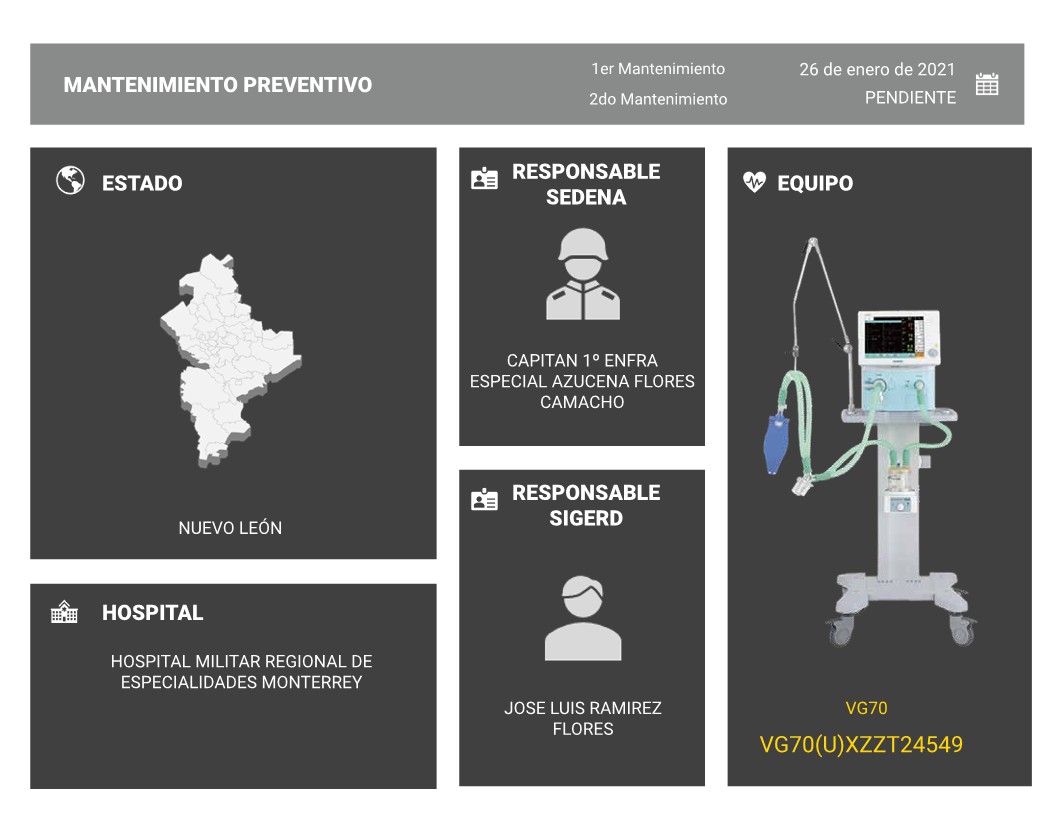 MANTENIMIENTO PREVENTIVO
1er Mantenimiento
26 de enero de 2021
2do Mantenimiento
PENDIENTE
ESTADO
NUEVO LEÓN
HOSPITAL
HOSPITAL MILITAR REGIONAL DE
ESPECIALIDADES MONTERREY
RESPONSABLE
SEDENA
CAPITAN 1º ENFRA
ESPECIAL AZUCENA FLORES
CAMACHO
RESPONSABLE
SIGERD
JOSE LUIS RAMIREZ
FLORES
EQUIPO
VG70
VG70(U)XZZT24549